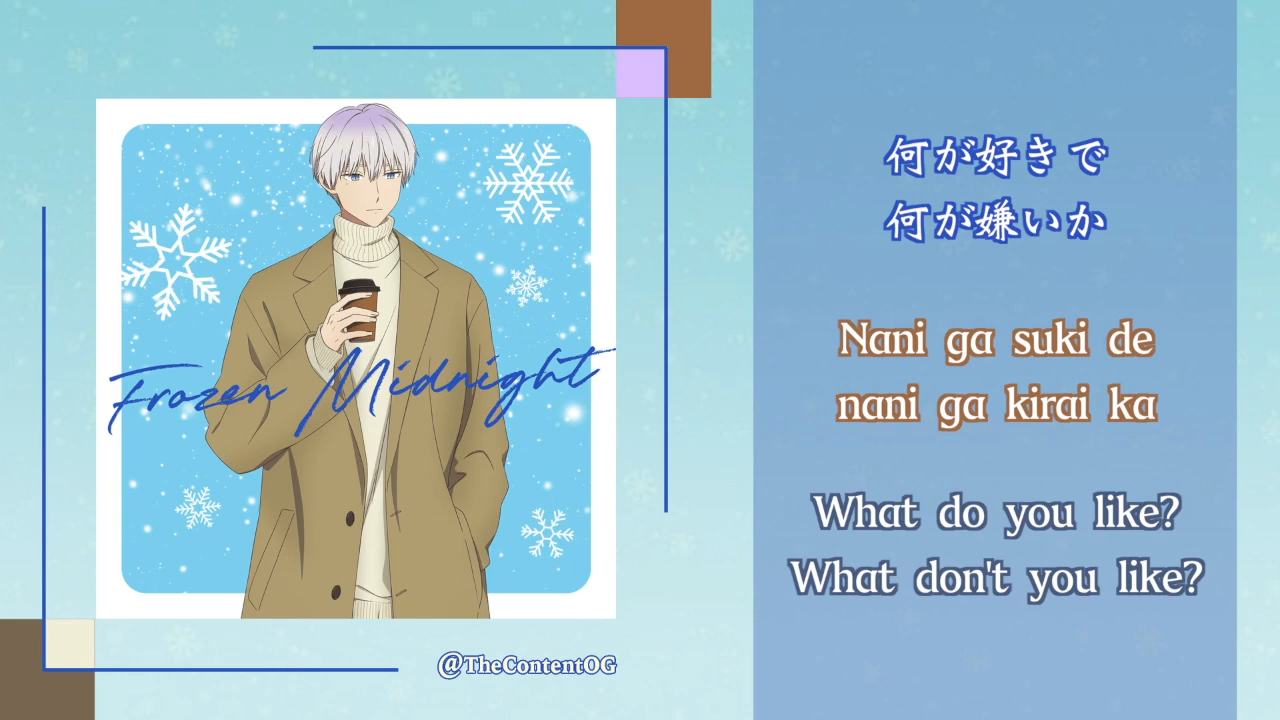 Frozen Midnight
@TheContentOG
何が好きで
何が嫌いか
Nani ga suki de
nani ga kirai ka
What do you like?
What don't you like?